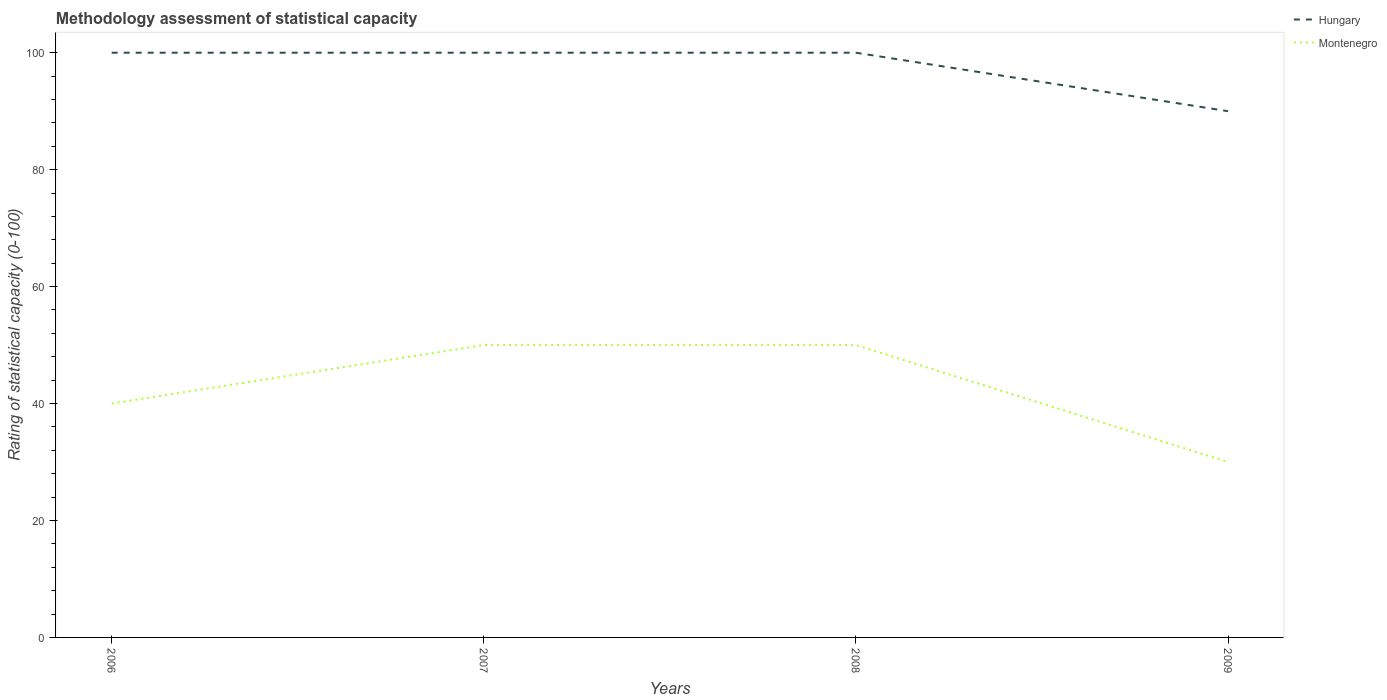 Methodology assessment of statistical capacity
Hungary
Montenegro
Rating of statistical capacity (0-100)
100
80
60
40
20
0
2006
2007
2008
2009
Years